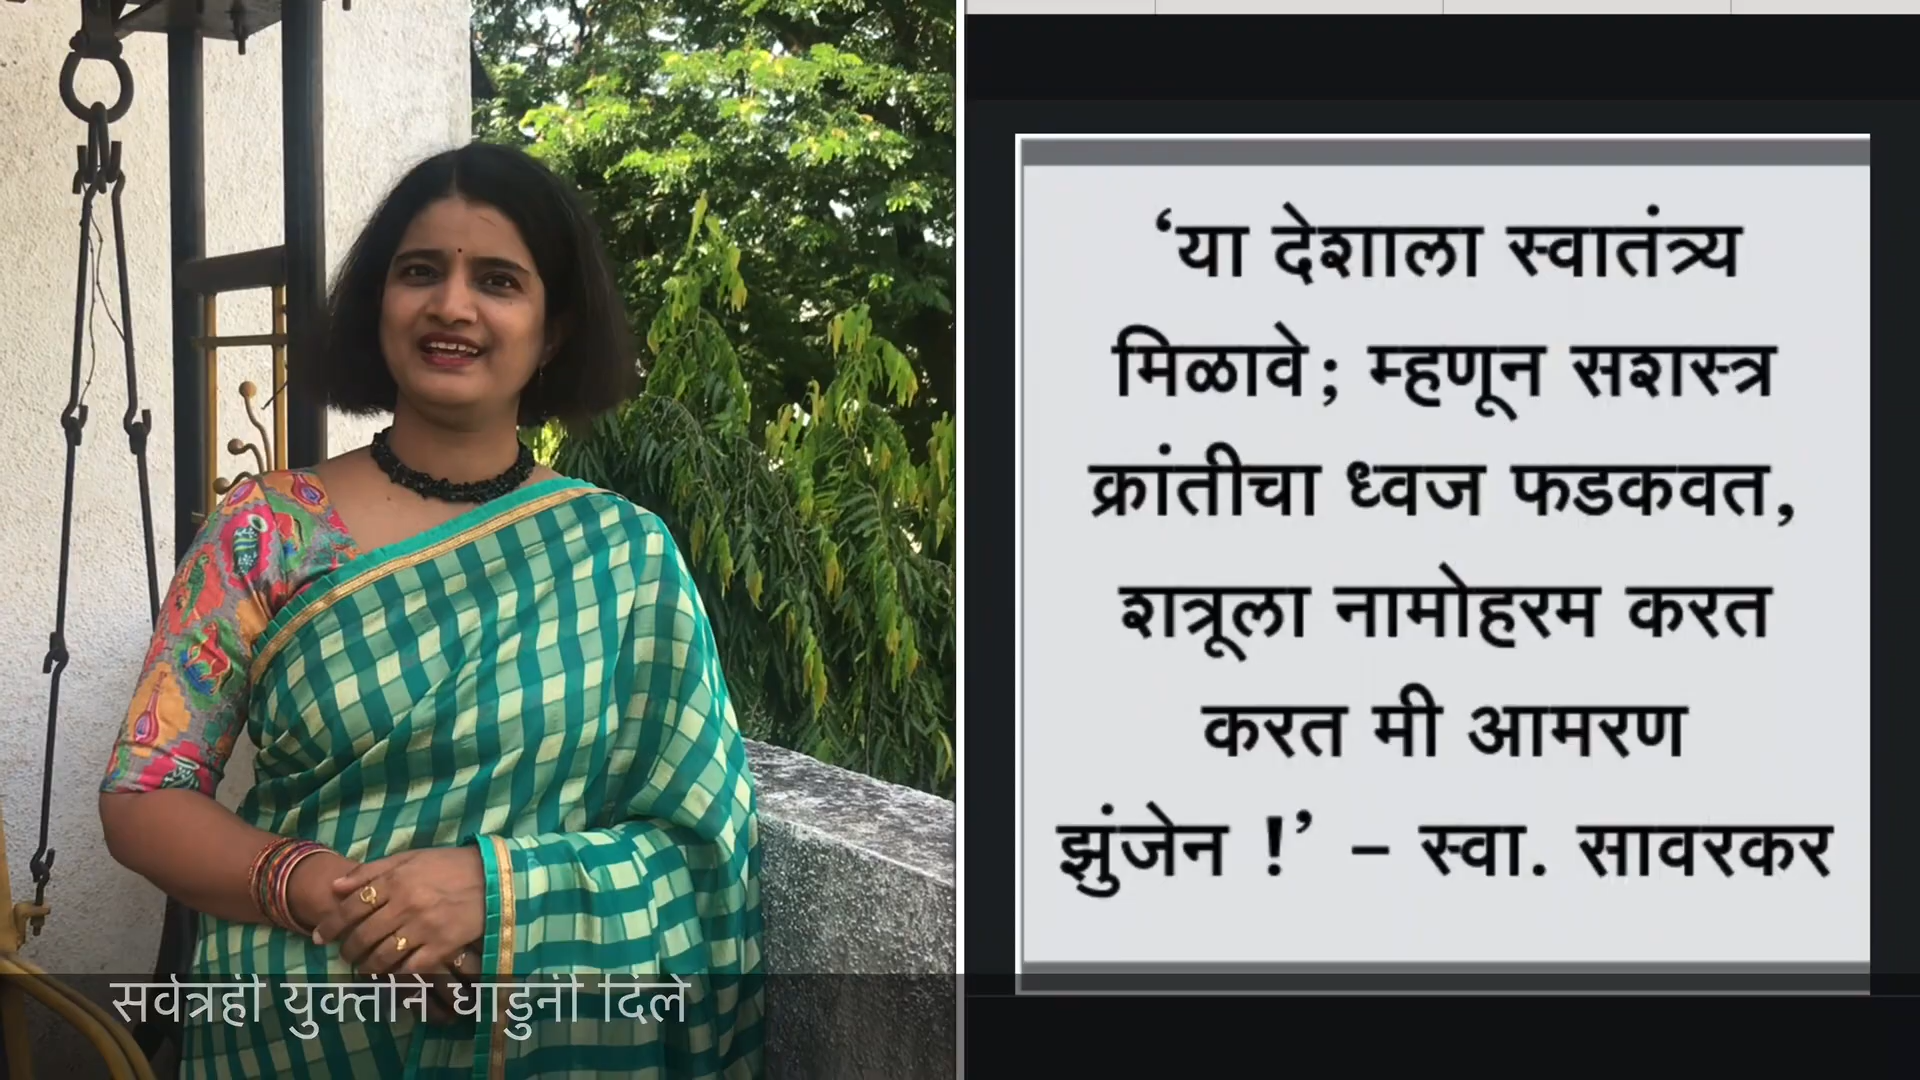 ‘या देशाला स्वातंत्र्य
मिळावे; म्हणून सशस्त्र
क्रांतीचा ध्वज फडकवत,
शत्रूला नामोहरम करत
करत मी आमरण
झुंजेन !’ – स्वा. सावरकर
सर्वत्रही युक्तीने धाडुनी दिले